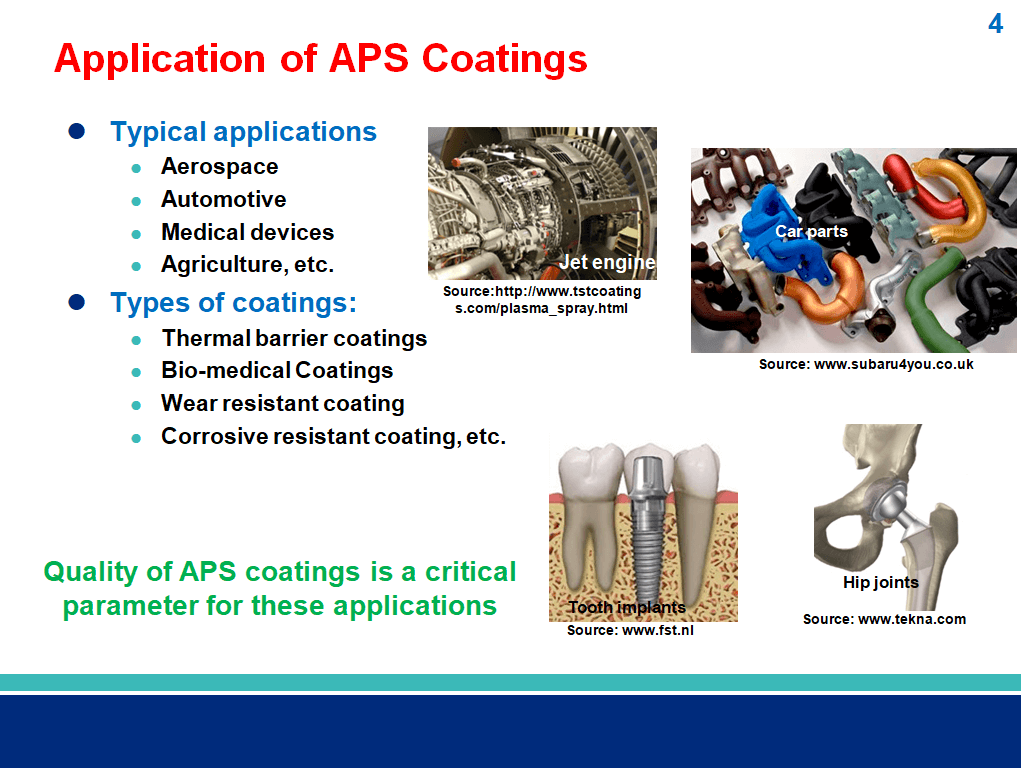 4
Application of APS Coatings
Typical applications
Aerospace
Automotive
Medical devices
Agriculture, etc.
Types of coatings:
Thermal barrier coatings
Bio-medical Coatings
Wear resistant coating
Corrosive resistant coating, etc.
Quality of APS coatings is a critical
parameter for these applications
Jet engine
Source:http://www.tstcoating
s.com/plasma_spray.html
Car parts
Source: www.subaru4you.co.uk
Tooth implants
Source: www.fst.nl
Hip joints
Source: www.tekna.com